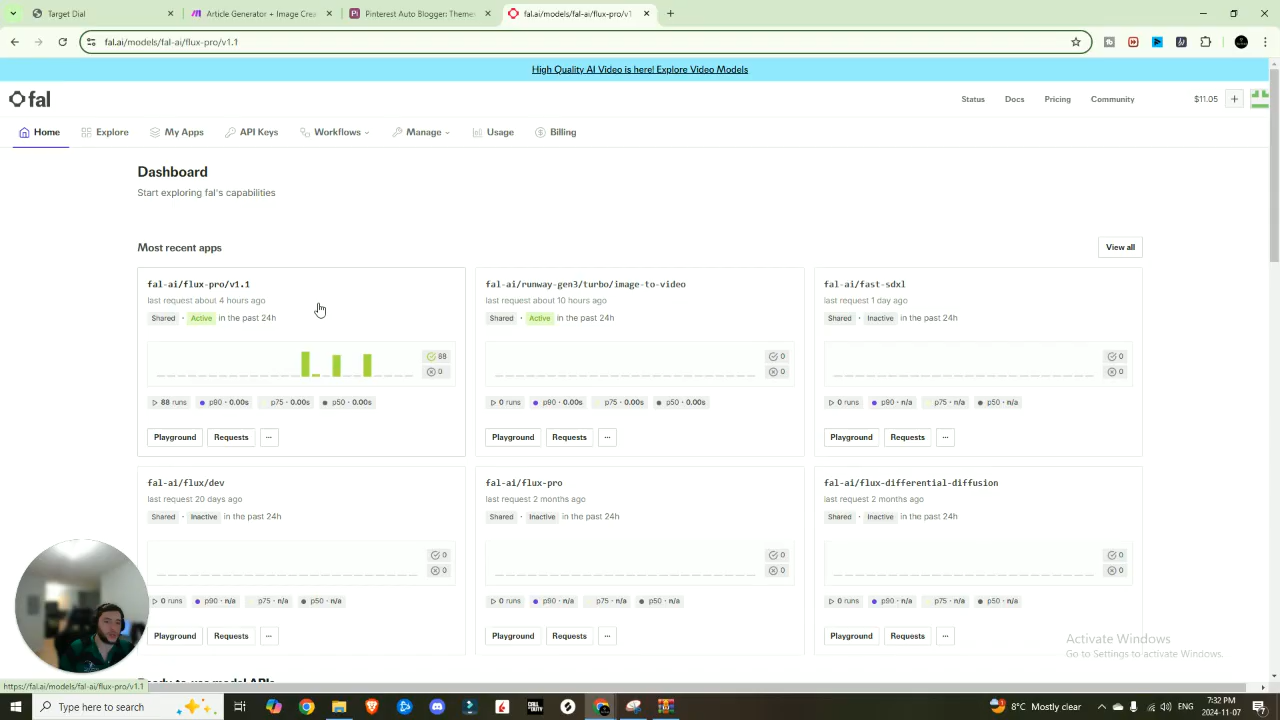 Target Dial
Article Generator + Image Cre
Pinterest Auto Blogger: Theme
fal.ai/models/fal-ai/flux-pro/v1
fal.ai/models/fal-ai/flux-pro/v1.1
High Quality AI Video is here! Explore Video Models
fal
Status Docs Pricing Community $11.05 +
Home Explore My Apps API Keys Workflows Manage Usage Billing
Dashboard
Start exploring fal's capabilities
Most recent apps
View all
fal-ai/flux-pro/v1.1
last request about 4 hours ago
Shared · Active in the past 24h
88
0
88 runs p90 · 0.00s p75 · 0.00s p50 · 0.00s
Playground Requests ...
fal-ai/runway-gen3/turbo/image-to-video
last request about 10 hours ago
Shared · Active in the past 24h
0
0
0 runs p90 · 0.00s p75 · 0.00s p50 · 0.00s
Playground Requests ...
fal-ai/fast-sdxl
last request 1 day ago
Shared · Inactive in the past 24h
0
0
0 runs p90 · n/a p75 · n/a p50 · n/a
Playground Requests ...
fal-ai/flux/dev
last request 20 days ago
Shared · Inactive in the past 24h
0
0
0 runs p90 · n/a p75 · n/a p50 · n/a
Playground Requests ...
fal-ai/flux-pro
last request 2 months ago
Shared · Inactive in the past 24h
0
0
0 runs p90 · n/a p75 · n/a p50 · n/a
Playground Requests ...
fal-ai/flux-differential-diffusion
last request 2 months ago
Shared · Inactive in the past 24h
0
0
0 runs p90 · n/a p75 · n/a p50 · n/a
Playground Requests ...
Activate Windows
Go to Settings to activate Windows.
https://fal.ai/models/fal-ai/flux-pro/v1.1
Type here to search
8°C Mostly clear
ENG
7:32 PM
2024-11-07